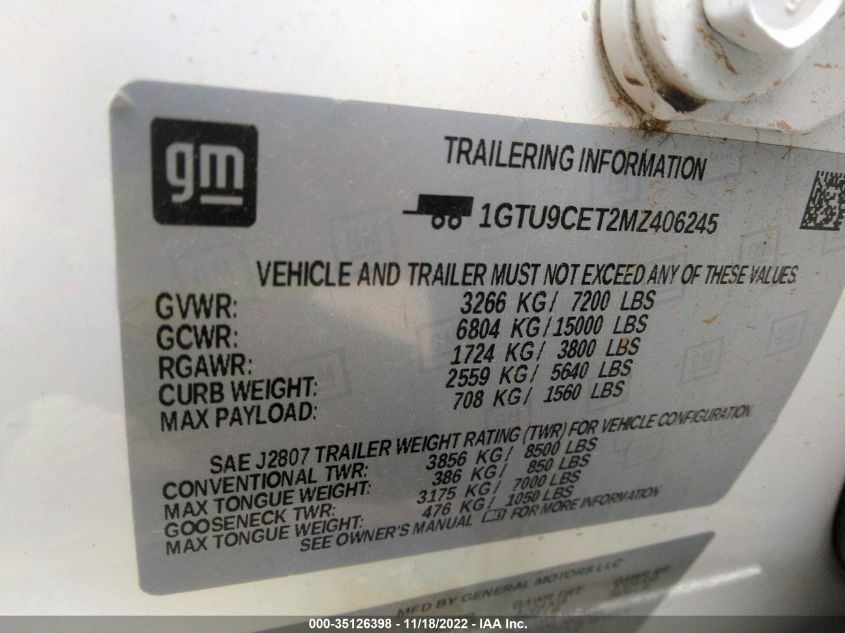 gm
TRAILERING INFORMATION
1GTU9CET2MZ406245
VEHICLE AND TRAILER MUST NOT EXCEED ANY OF THESE VALUES.
GVWR: 3266 KG/ 7200 LBS
GCWR: 6804 KG/15000 LBS
RGAWR: 1724 KG/ 3800 LBS
CURB WEIGHT: 2559 KG/ 5640 LBS
MAX PAYLOAD: 708 KG/ 1560 LBS
SAE J2807 TRAILER WEIGHT RATING (TWR) FOR VEHICLE CONFIGURATION.
CONVENTIONAL TWR: 3856 KG/ 8500 LBS
MAX TONGUE WEIGHT: 386 KG/ 850 LBS
GOOSENECK TWR: 3175 KG/ 7000 LBS
MAX TONGUE WEIGHT: 476 KG/ 1050 LBS
SEE OWNER'S MANUAL FOR MORE INFORMATION
MFD BY GENERAL MOTORS LLC
GAWR FRT GAWR RR
000-35126398 - 11/18/2022 - IAA Inc.